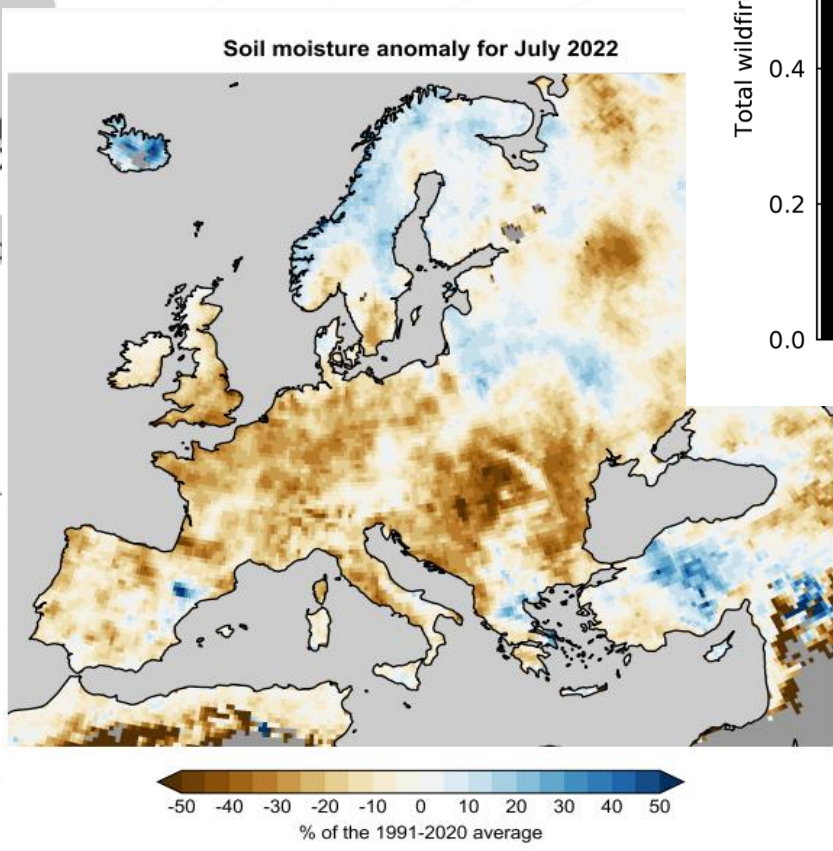 Soil moisture anomaly for July 2022
Total wildfir
0.4
0.2
0.0
-50 -40 -30 -20 -10 0 10 20 30 40 50
% of the 1991-2020 average